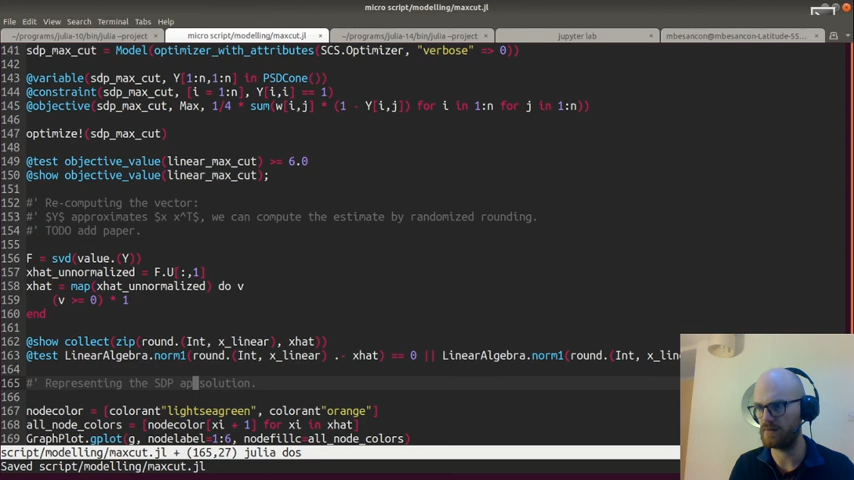 micro script/modelling/maxcut.jl
File Edit View Search Terminal Tabs Help
~/projects/julia-10/bin/julia --project × micro script/modelling/maxcut.jl × ~/projects/julia-14/bin/julia --project × jupyter lab × mbesancon@mbesancon-Latitude-55... ×
141 sdp_max_cut = Model(optimizer_with_attributes(SCS.Optimizer, "verbose" => 0))
142
143 @variable(sdp_max_cut, Y[1:n,1:n] in PSDCone())
144 @constraint(sdp_max_cut, [i = 1:n], Y[i,i] == 1)
145 @objective(sdp_max_cut, Max, 1/4 * sum(w[i,j] * (1 - Y[i,j]) for i in 1:n for j in 1:n))
146
147 optimize!(sdp_max_cut)
148
149 @test objective_value(linear_max_cut) >= 6.0
150 @show objective_value(linear_max_cut);
151
152 #' Re-computing the vector:
153 #' $Y$ approximates $x x^T$, we can compute the estimate by randomized rounding.
154 #' TODO add paper.
155
156 F = svd(value.(Y))
157 xhat_unnormalized = F.U[:,1]
158 xhat = map(xhat_unnormalized) do v
159 (v >= 0) * 1
160 end
161
162 @show collect(zip(round.(Int, x_linear), xhat))
163 @test LinearAlgebra.norm1(round.(Int, x_linear) .- xhat) == 0 || LinearAlgebra.norm1(round.(Int, x_lin
164
165 #' Representing the SDP ap solution.
166
167 nodecolor = [colorant"lightseagreen", colorant"orange"]
168 all_node_colors = [nodecolor[xi + 1] for xi in xhat]
169 GraphPlot.gplot(g, nodelabel=1:6, nodefillc=all_node_colors)
script/modelling/maxcut.jl + (165,27) julia dos
Saved script/modelling/maxcut.jl